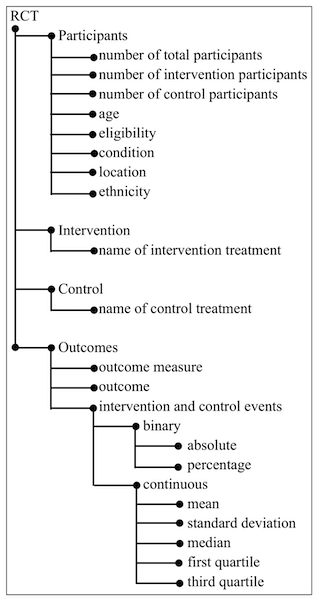 RCT
Participants
number of total participants
number of intervention participants
number of control participants
age
eligibility
condition
location
ethnicity
Intervention
name of intervention treatment
Control
name of control treatment
Outcomes
outcome measure
outcome
intervention and control events
binary
absolute
percentage
continuous
mean
standard deviation
median
first quartile
third quartile